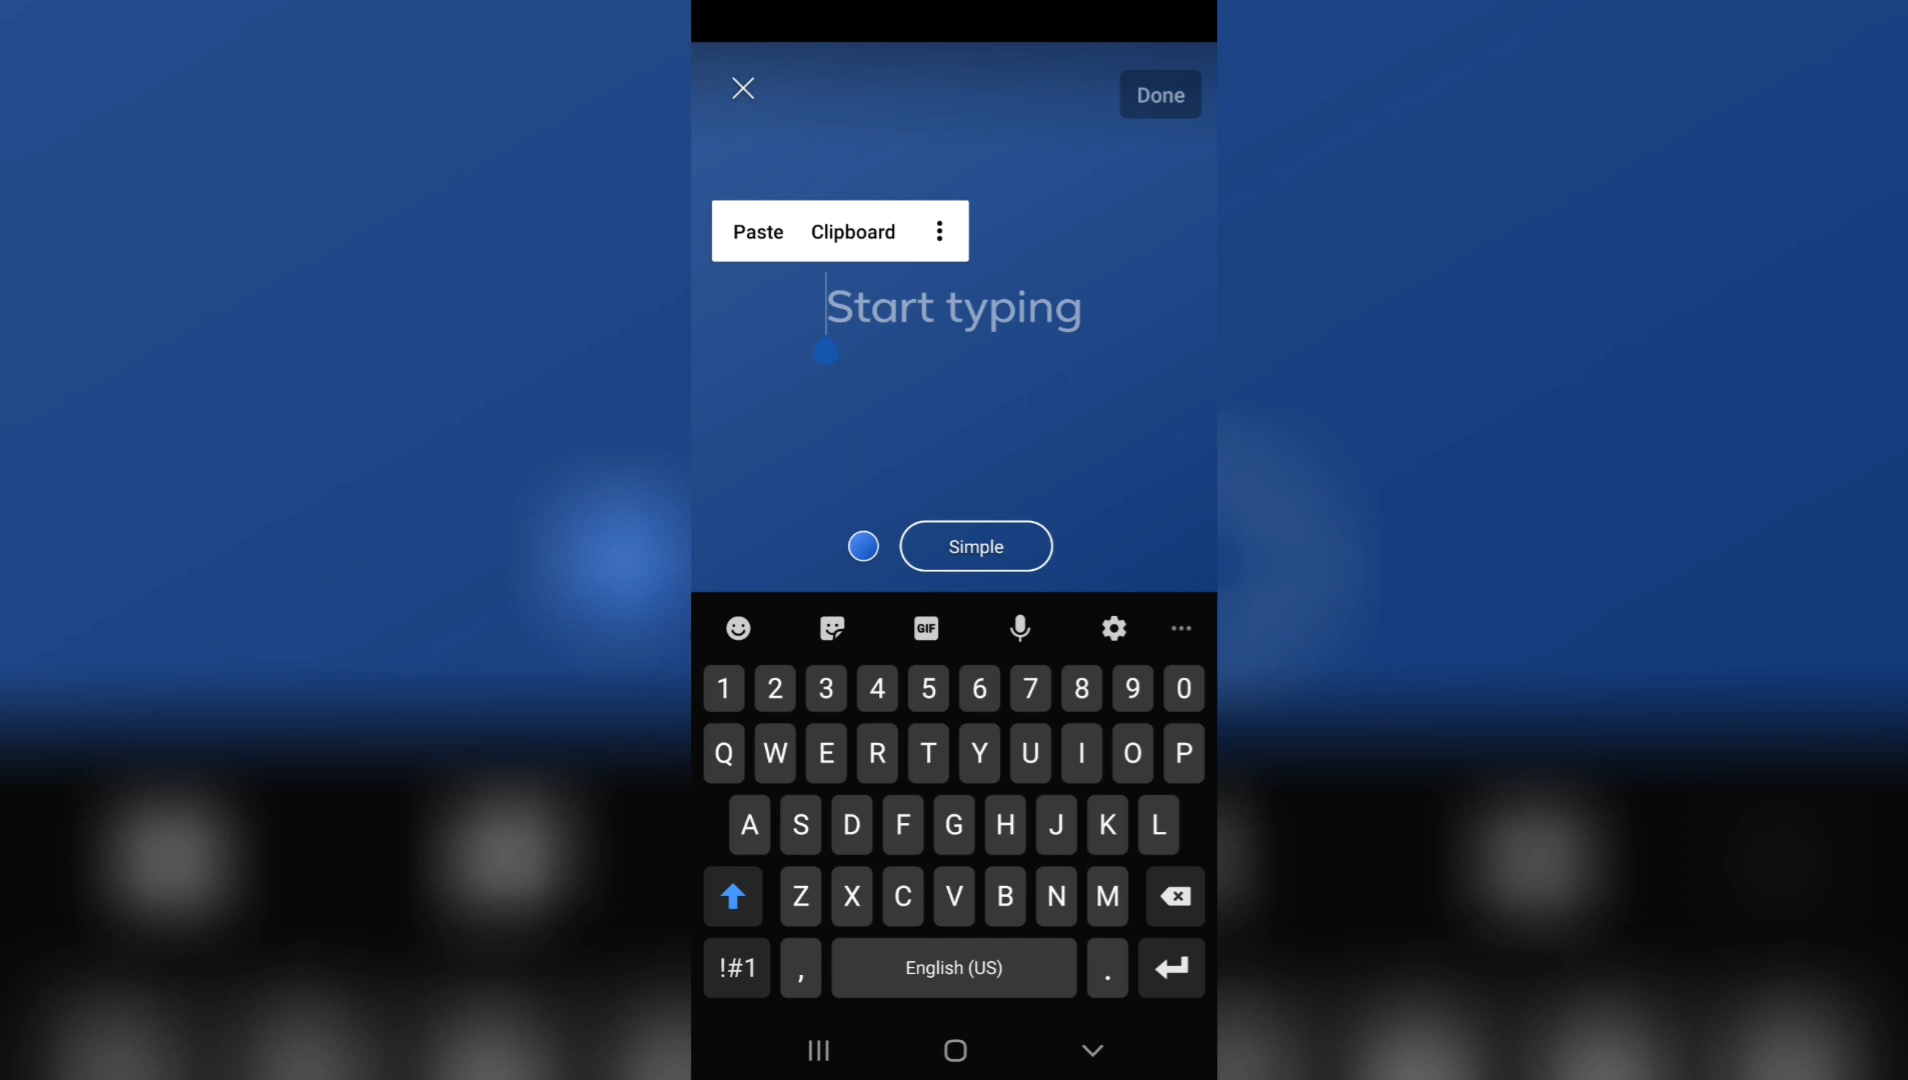 Done
Paste Clipboard
Start typing
Simple
GIF
1 2 3 4 5 6 7 8 9 0
Q W E R T Y U I O P
A S D F G H J K L
Z X C V B N M
!#1 , English (US) .